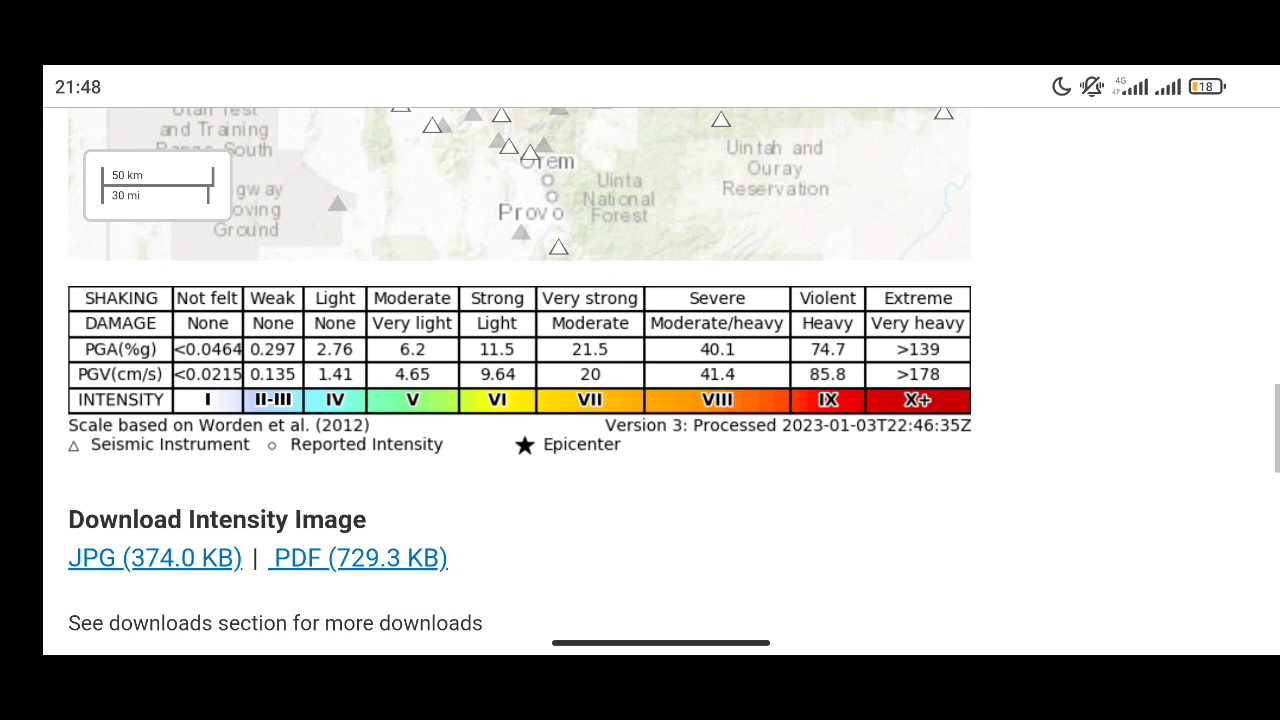 21:48
4G
18
Utah Test
and Training
Range South
50 km
30 mi
gway
oving
Ground
Orem
Provo
Uinta
National
Forest
Uintah and
Ouray
Reservation
SHAKING Not felt Weak Light Moderate Strong Very strong Severe Violent Extreme
DAMAGE None None None Very light Light Moderate Moderate/heavy Heavy Very heavy
PGA(%g) <0.0464 0.297 2.76 6.2 11.5 21.5 40.1 74.7 >139
PGV(cm/s) <0.0215 0.135 1.41 4.65 9.64 20 41.4 85.8 >178
INTENSITY I II-III IV V VI VII VIII IX X+
Scale based on Worden et al. (2012) Version 3: Processed 2023-01-03T22:46:35Z
△ Seismic Instrument ○ Reported Intensity ★ Epicenter
Download Intensity Image
JPG (374.0 KB) | PDF (729.3 KB)
See downloads section for more downloads